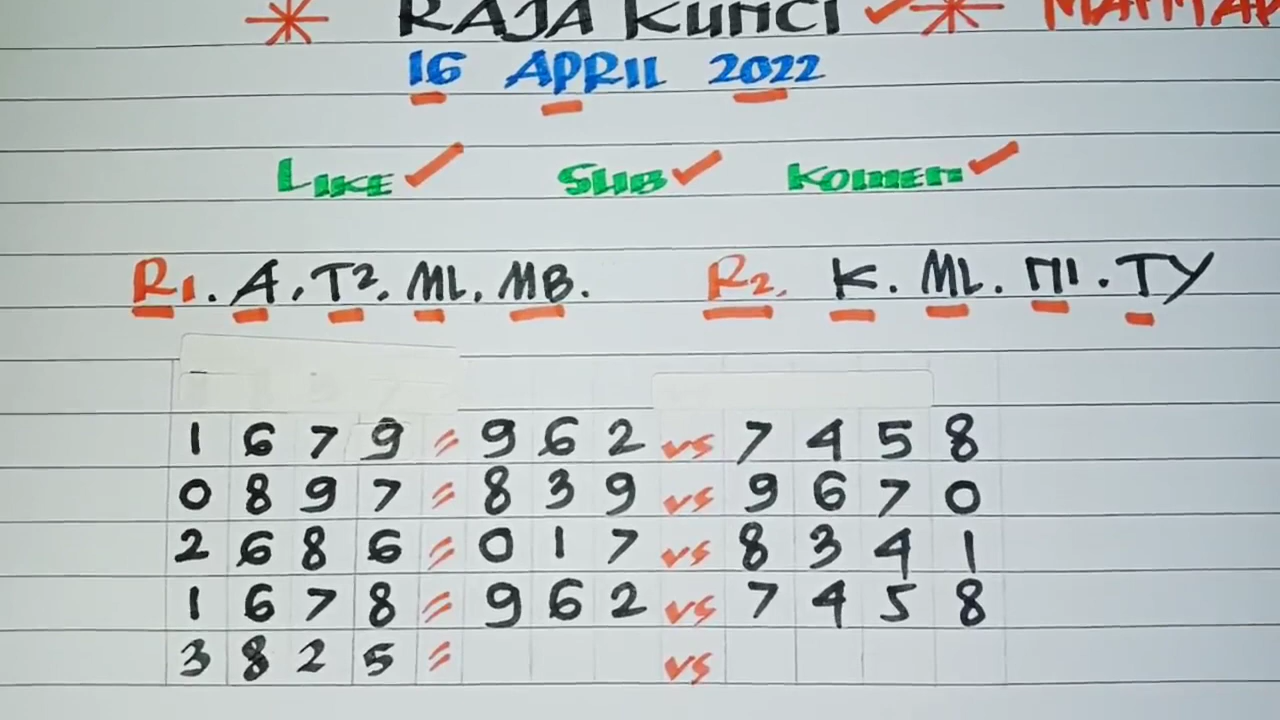 RAJA KUNCI
16 APRIL 2022
LIKE SUB KOMEN
R1. A. T2. ML. MB. R2. K. ML. M1. TY
1 6 7 9 = 9 6 2 vs 7 4 5 8
0 8 9 7 = 8 3 9 vs 9 6 7 0
2 6 8 6 = 0 1 7 vs 8 3 4 1
1 6 7 8 = 9 6 2 vs 7 4 5 8
3 8 2 5 = vs